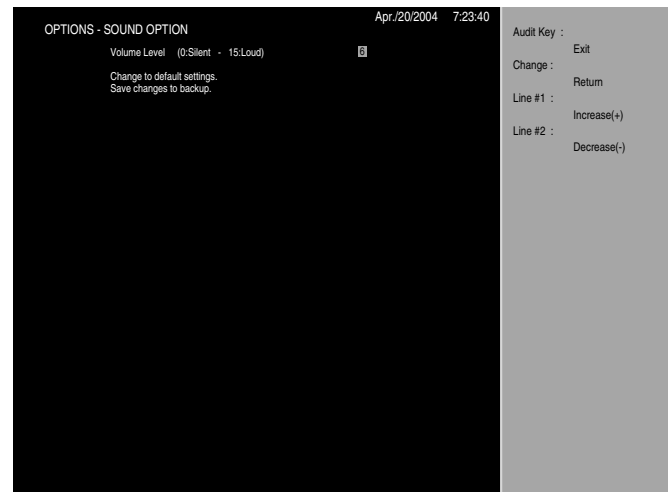 Apr./20/2004 7:23:40
OPTIONS - SOUND OPTION
Volume Level (0:Silent - 15:Loud) 6
Change to default settings.
Save changes to backup.
Audit Key :
Exit
Change :
Return
Line #1 :
Increase(+)
Line #2 :
Decrease(-)